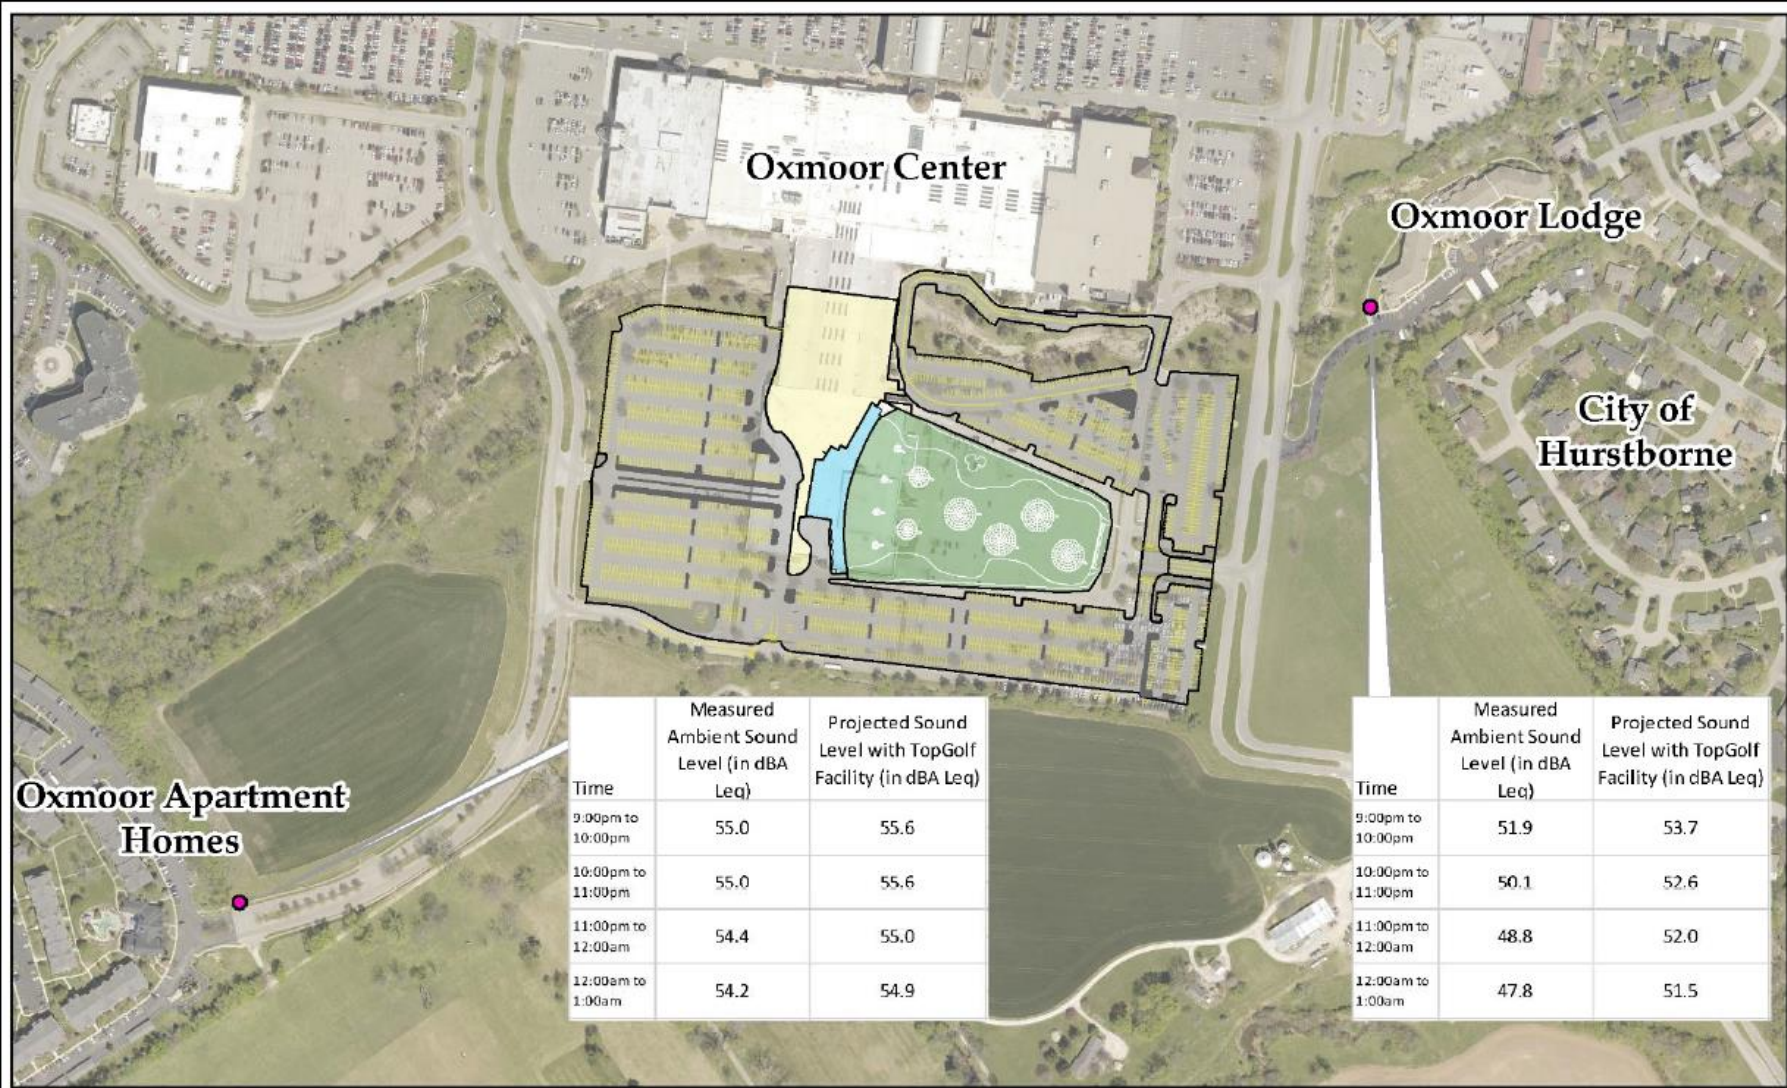 Oxmoor Center
Oxmoor Lodge
City of
Hurstborne
Oxmoor Apartment
Homes
Time
Measured
Ambient Sound
Level (in dBA
Leq)
Projected Sound
Level with TopGolf
Facility (in dBA Leq)
9:00pm to
10:00pm
55.0
55.6
10:00pm to
11:00pm
55.0
55.6
11:00pm to
12:00am
54.4
55.0
12:00am to
1:00am
54.2
54.9
Time
Measured
Ambient Sound
Level (in dBA
Leq)
Projected Sound
Level with TopGolf
Facility (in dBA Leq)
9:00pm to
10:00pm
51.9
53.7
10:00pm to
11:00pm
50.1
52.6
11:00pm to
12:00am
48.8
52.0
12:00am to
1:00am
47.8
51.5